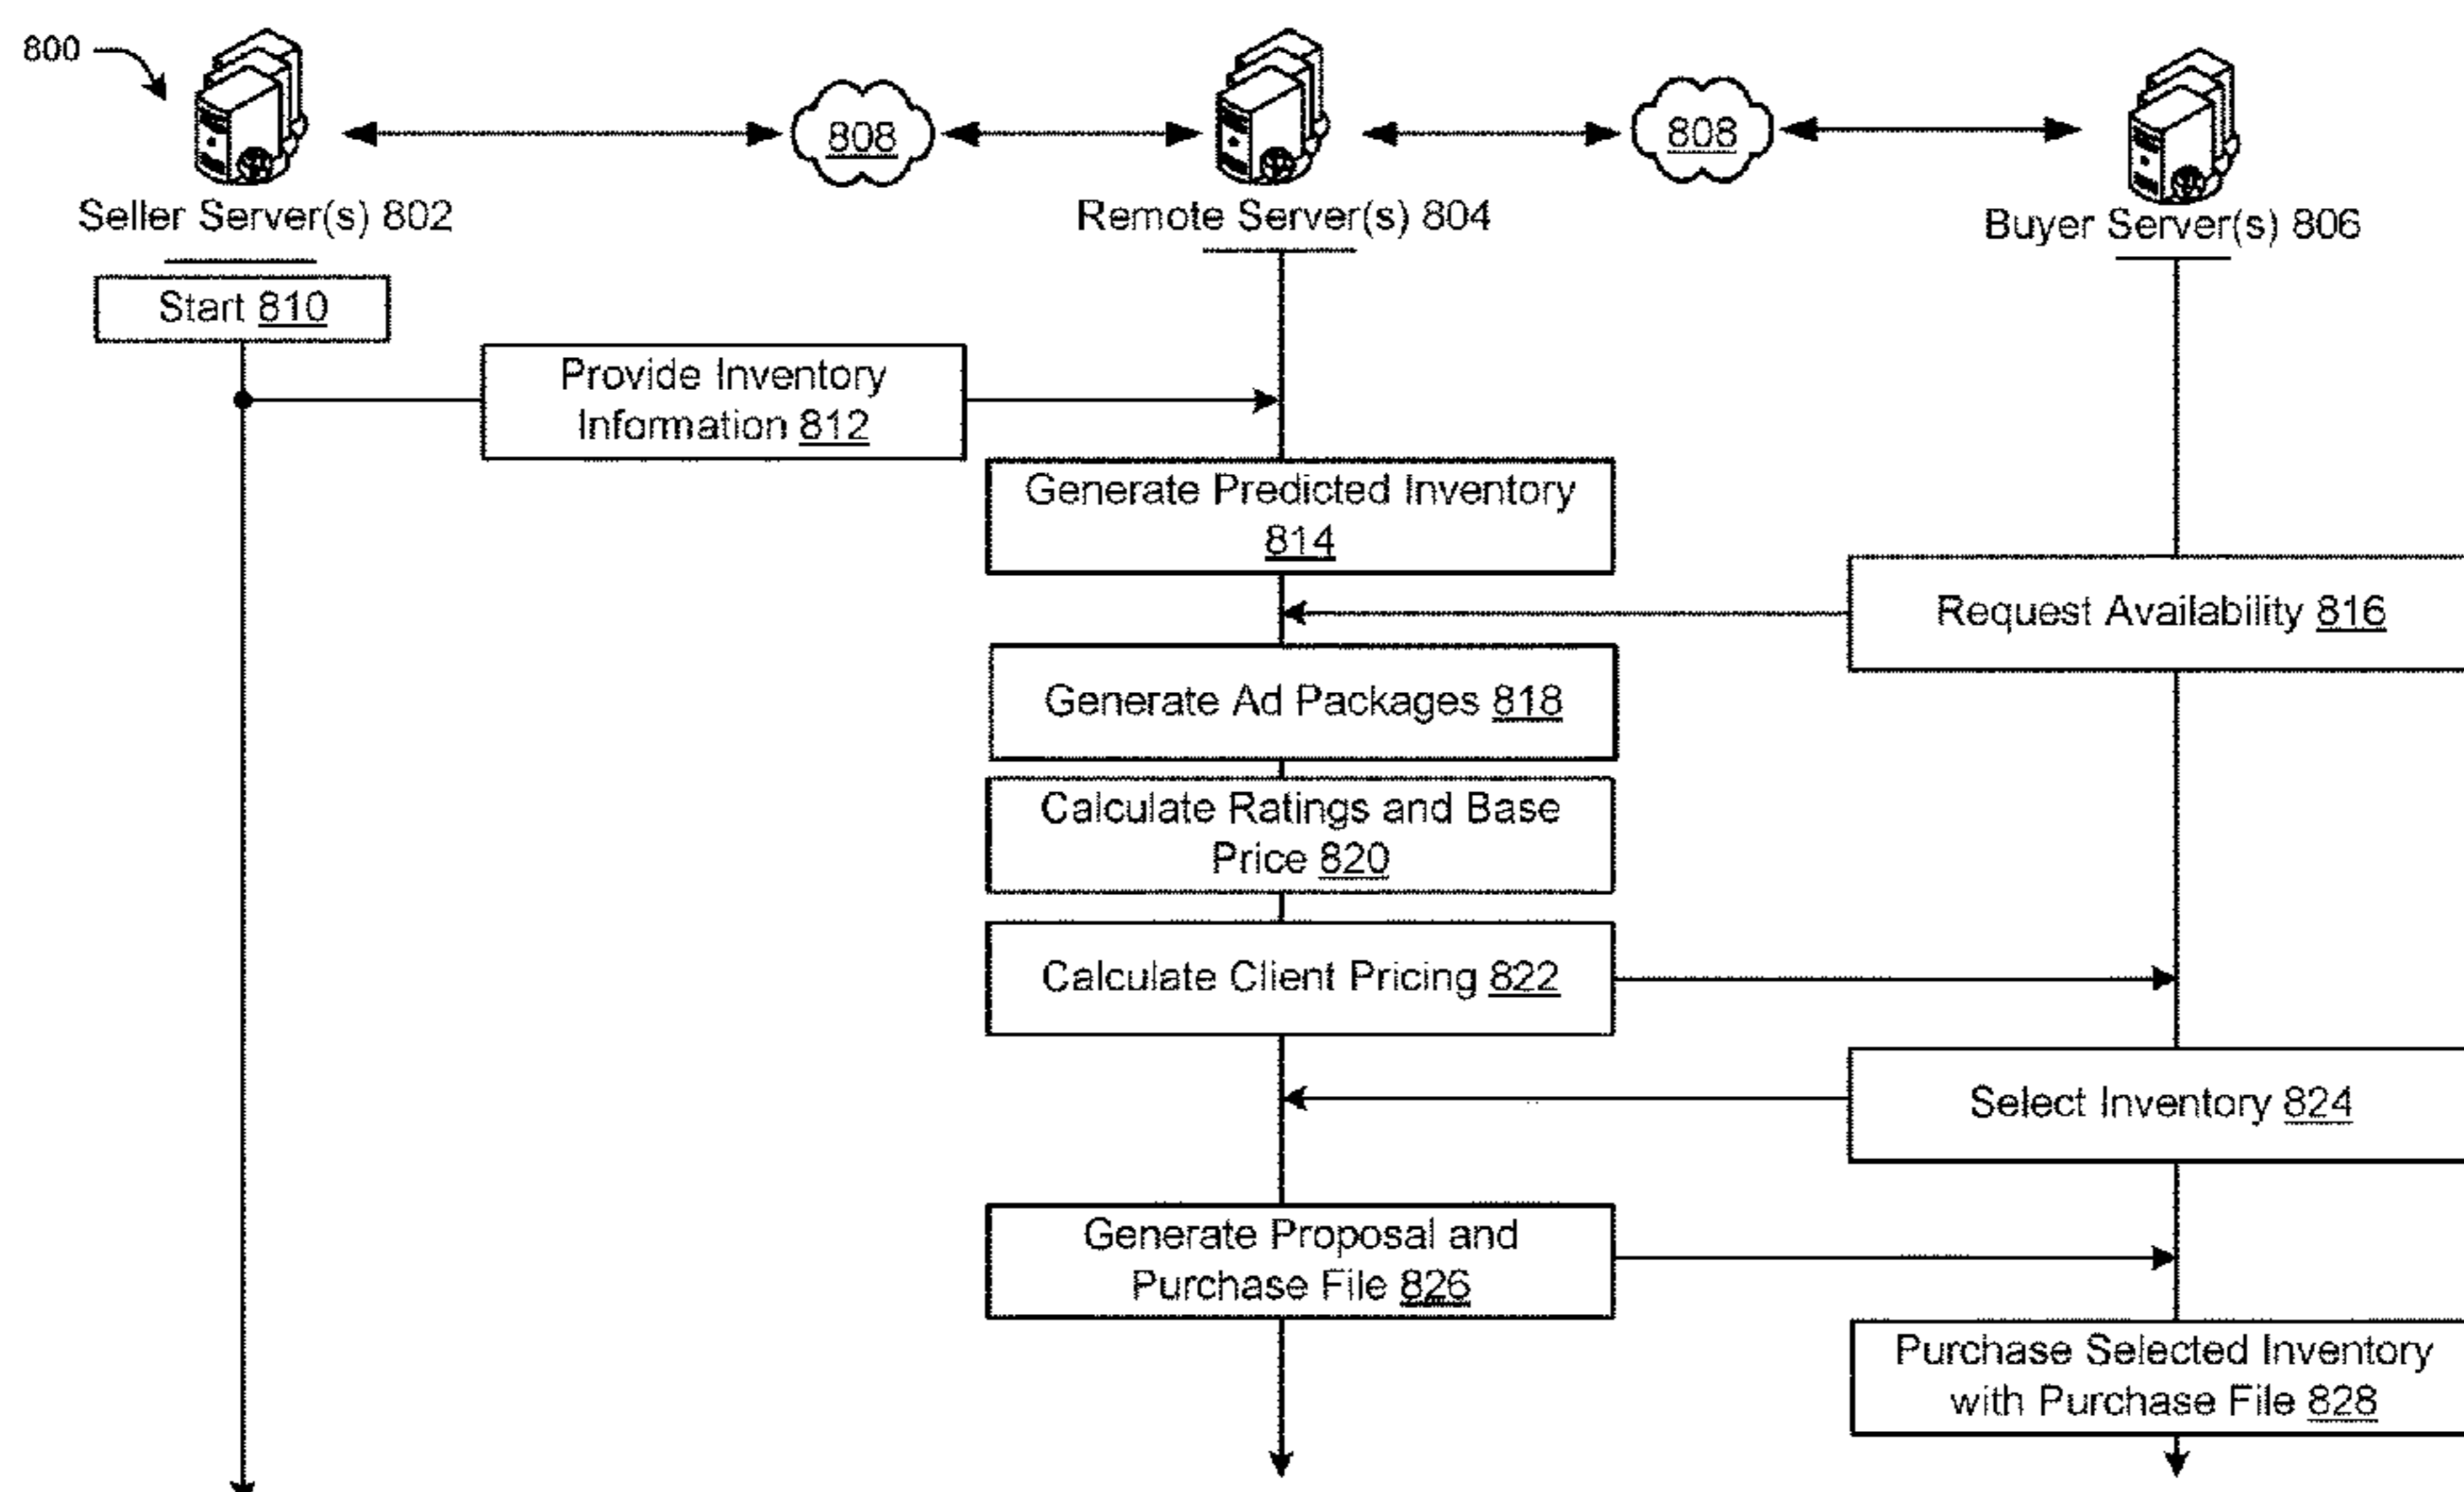 800
808
808
Seller Server(s) 802
Remote Server(s) 804
Buyer Server(s) 806
Start 810
Provide Inventory
Information 812
Generate Predicted Inventory
814
Request Availability 816
Generate Ad Packages 818
Calculate Ratings and Base
Price 820
Calculate Client Pricing 822
Select Inventory 824
Generate Proposal and
Purchase File 826
Purchase Selected Inventory
with Purchase File 828